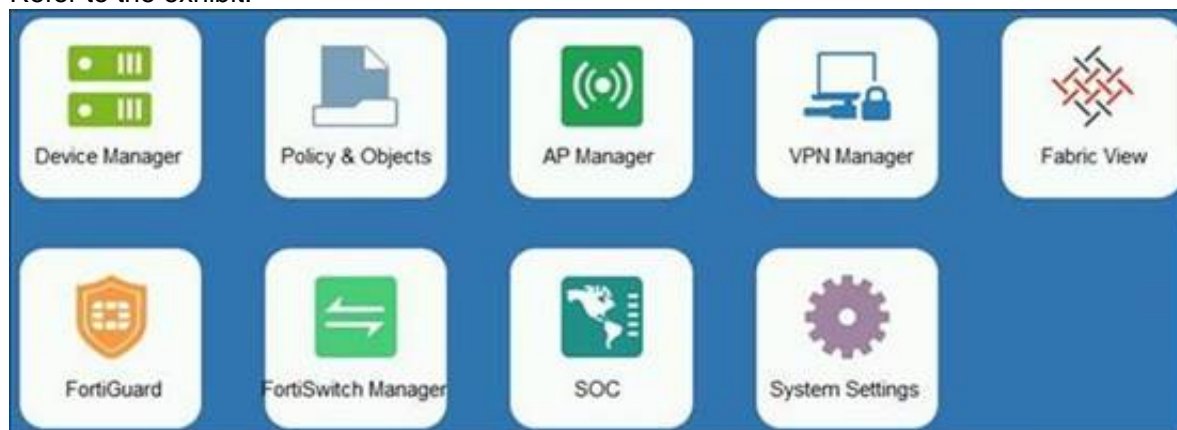 Refer to the exhibit.
Device Manager
Policy & Objects
AP Manager
VPN Manager
Fabric View
FortiGuard
FortiSwitch Manager
SOC
System Settings